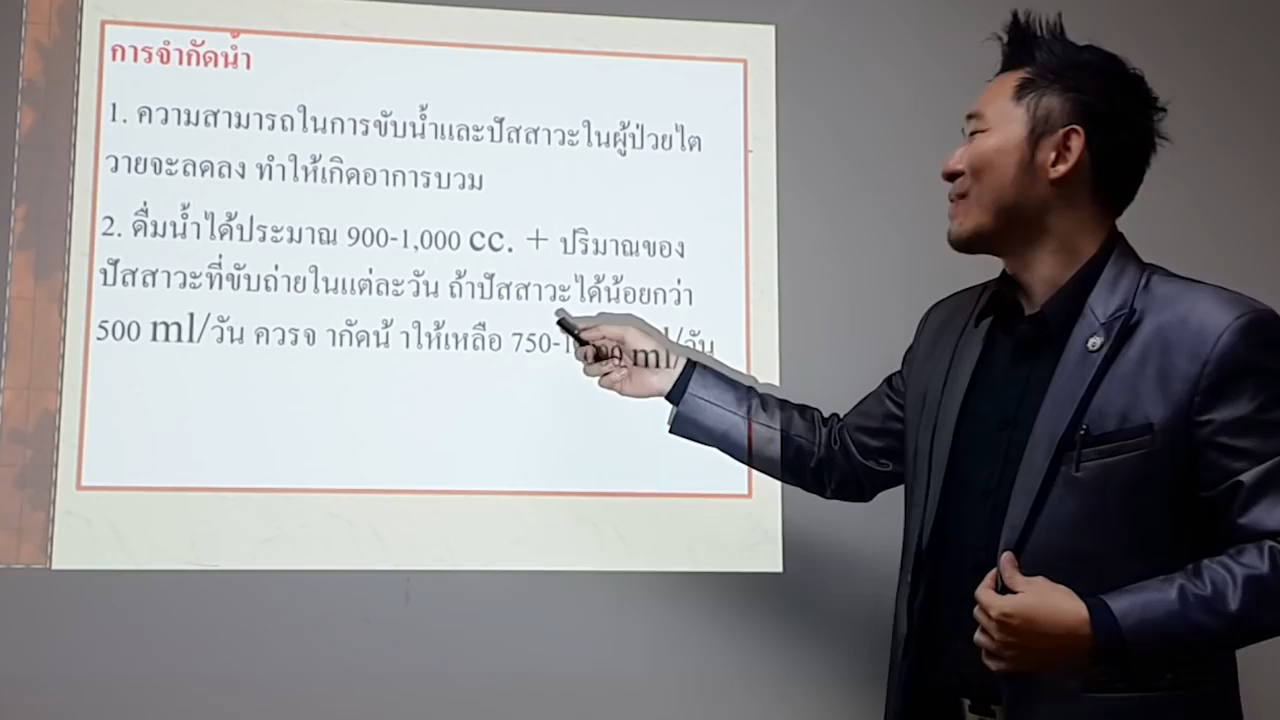 การจำกัดน้ำ
1. ความสามารถในการขับน้ำและปัสสาวะในผู้ป่วยไต
วายจะลดลง ทำให้เกิดอาการบวม
2. ดื่มน้ำได้ประมาณ 900-1,000 cc. + ปริมาณของ
ปัสสาวะที่ขับถ่ายในแต่ละวัน ถ้าปัสสาวะได้น้อยกว่า
500 ml/วัน ควรจ ากัดน้ าให้เหลือ 750-1000 ml/วัน